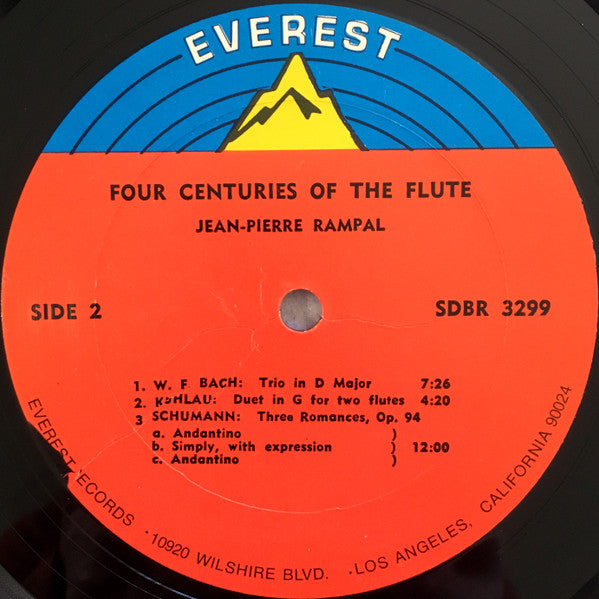 EVEREST
FOUR CENTURIES OF THE FLUTE
JEAN-PIERRE RAMPAL
SIDE 2
SDBR 3299
1. W. F BACH: Trio in D Major 7:26
2. KUHLAU: Duet in G for two flutes 4:20
3 SCHUMANN: Three Romances, Op. 94
a. Andantino )
b. Simply, with expression ) 12:00
c. Andantino )
EVEREST RECORDS · 10920 WILSHIRE BLVD. · LOS ANGELES, CALIFORNIA 90024